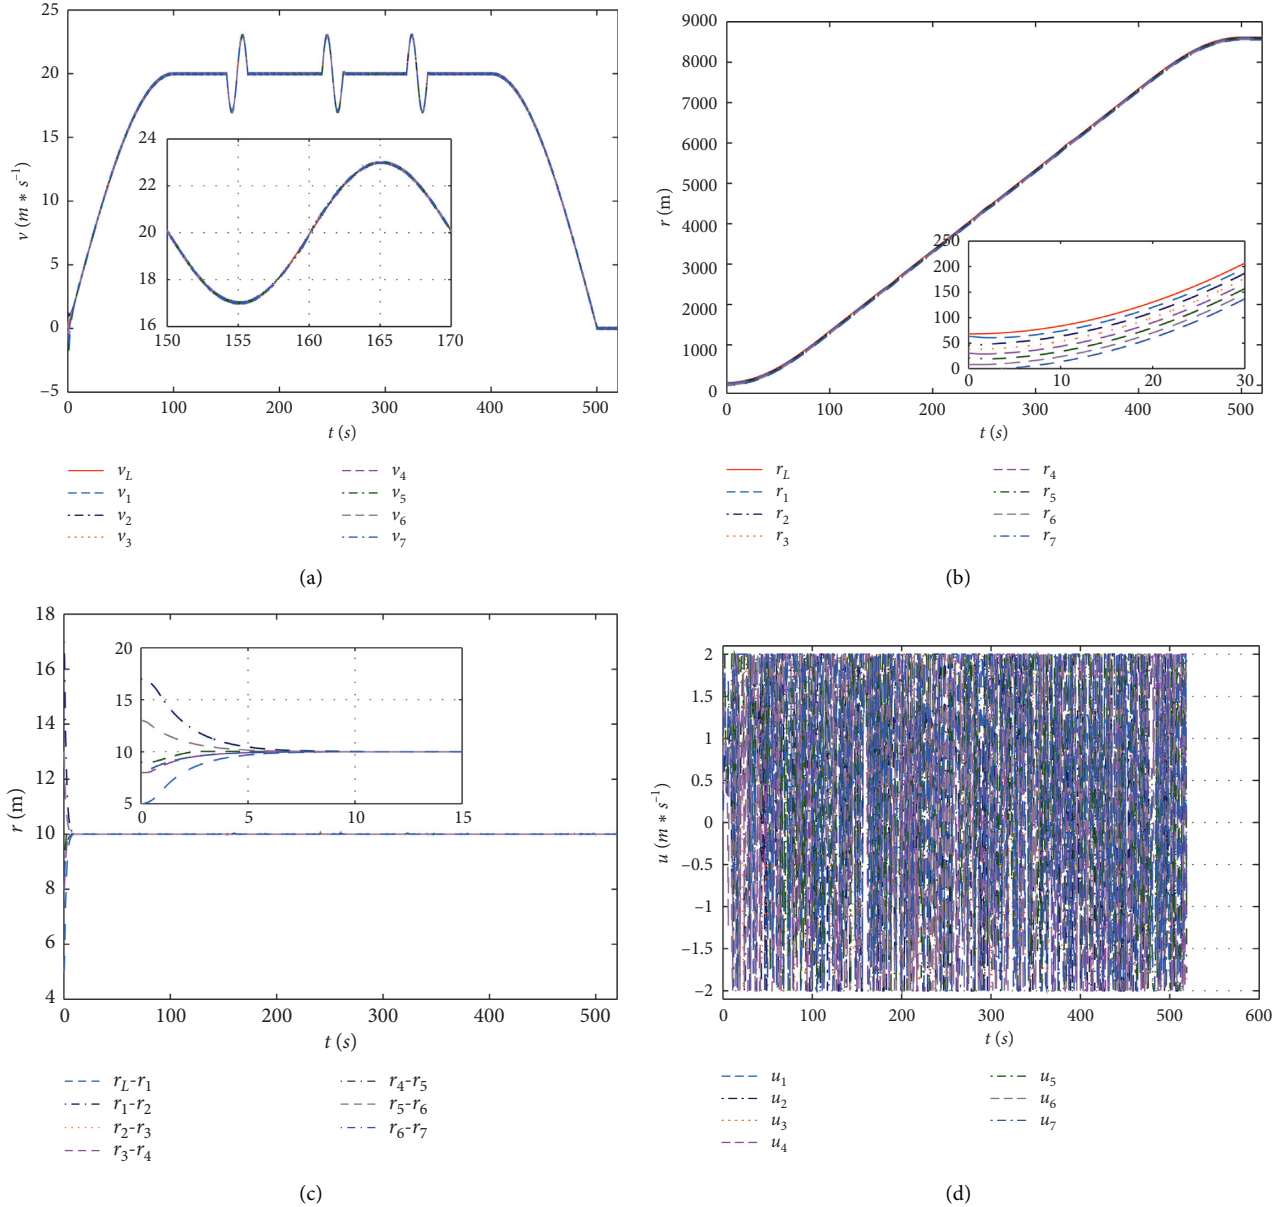 25
20
15
10
5
0
−5
v (m * s⁻¹)
24
22
20
18
16
150 155 160 165 170
0 100 200 300 400 500
t (s)
v_L v_4
v_1 v_5
v_2 v_6
v_3 v_7
(a)
9000
8000
7000
6000
5000
4000
3000
2000
1000
0
r (m)
250
200
150
100
50
0
0 10 20 30
0 100 200 300 400 500
t (s)
r_L r_4
r_1 r_5
r_2 r_6
r_3 r_7
(b)
18
16
14
12
10
8
6
4
r (m)
20
15
10
5
0 5 10 15
0 100 200 300 400 500
t (s)
r_L-r_1 r_4-r_5
r_1-r_2 r_5-r_6
r_2-r_3 r_6-r_7
r_3-r_4
(c)
2
1.5
1
0.5
0
−0.5
−1
−1.5
−2
u (m * s⁻¹)
0 100 200 300 400 500 600
t (s)
u_1 u_5
u_2 u_6
u_3 u_7
u_4
(d)